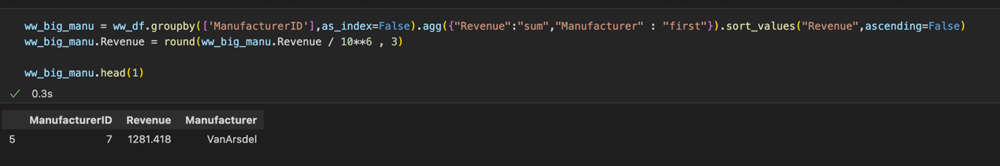 ww_big_manu = ww_df.groupby(['ManufacturerID'],as_index=False).agg({"Revenue":"sum","Manufacturer" : "first"}).sort_values("Revenue",ascending=False)
ww_big_manu.Revenue = round(ww_big_manu.Revenue / 10**6 , 3)
ww_big_manu.head(1)
✓ 0.3s
ManufacturerID Revenue Manufacturer
5 7 1281.418 VanArsdel